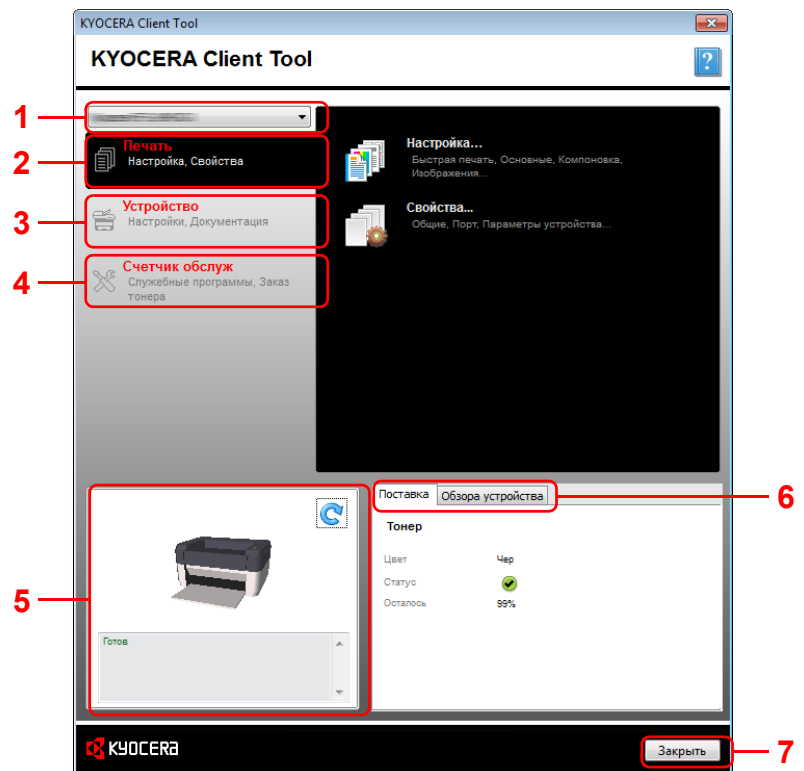 KYOCERA Client Tool
KYOCERA Client Tool
?
1
2
Печать
Настройка, Свойства
3
Устройство
Настройки, Документация
4
Счетчик обслуж
Служебные программы, Заказ
тонера
Настройка...
Быстрая печать, Основные, Компоновка,
Изображения...
Свойства...
Общие, Порт, Параметры устройства...
5
Готов
Поставка
Обзора устройства
6
Тонер
Цвет Чер
Статус
Осталось 99%
KYOCERA
Закрыть
7